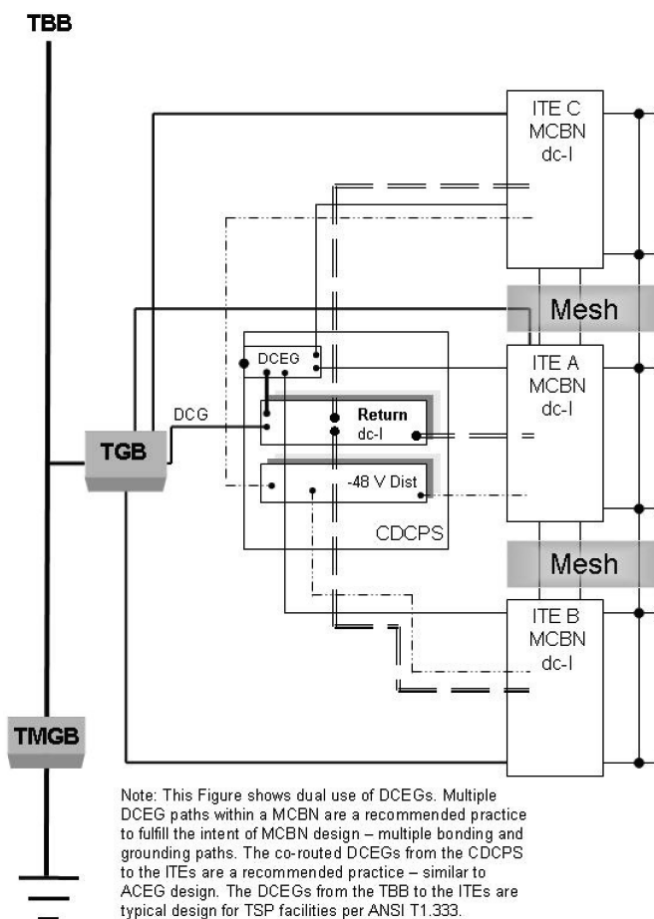 TBB
ITE C
MCBN
dc-I
Mesh
DCEG
ITE A
MCBN
dc-I
DCG
Return
dc-I
TGB
-48 V Dist
CDCPS
Mesh
ITE B
MCBN
dc-I
TMGB
Note: This Figure shows dual use of DCEGs. Multiple
DCEG paths within a MCBN are a recommended practice
to fulfill the intent of MCBN design – multiple bonding and
grounding paths. The co-routed DCEGs from the CDCPS
to the ITEs are a recommended practice – similar to
ACEG design. The DCEGs from the TBB to the ITEs are
typical design for TSP facilities per ANSI T1.333.